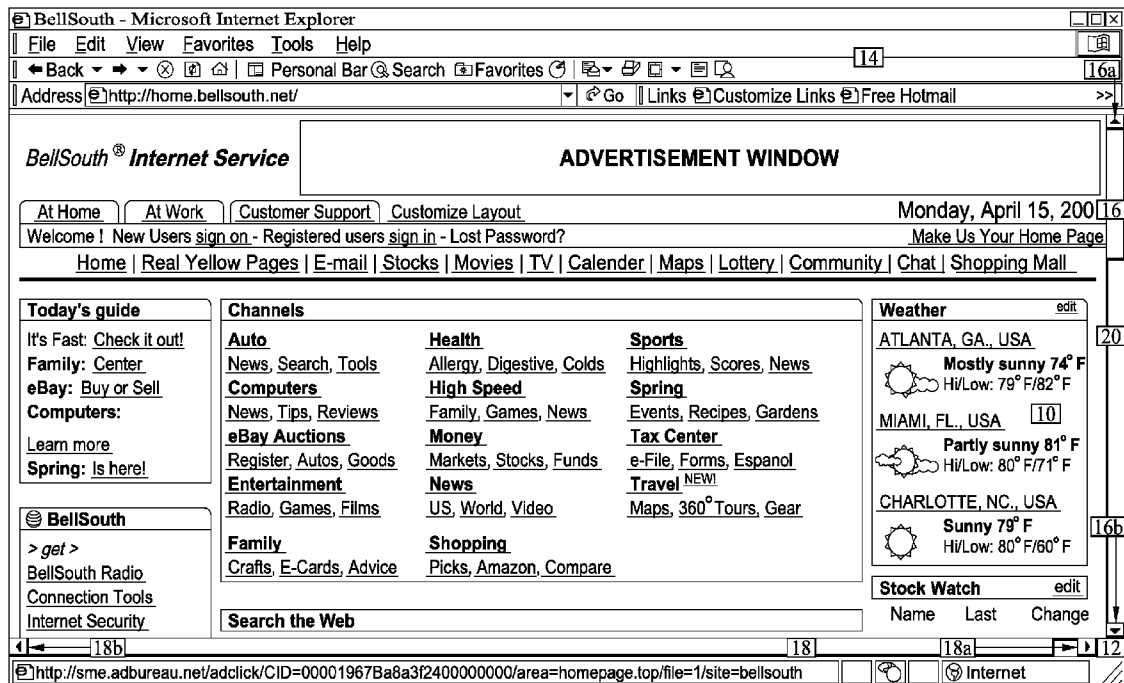 BellSouth - Microsoft Internet Explorer
File Edit View Favorites Tools Help
14
Back Personal Bar Search Favorites
16a
Address http://home.bellsouth.net/ Go Links Customize Links Free Hotmail >>
BellSouth ® Internet Service
ADVERTISEMENT WINDOW
At Home At Work Customer Support Customize Layout Monday, April 15, 200 16
Welcome ! New Users sign on - Registered users sign in - Lost Password? Make Us Your Home Page
Home | Real Yellow Pages | E-mail | Stocks | Movies | TV | Calender | Maps | Lottery | Community | Chat | Shopping Mall
Today's guide
It's Fast: Check it out!
Family: Center
eBay: Buy or Sell
Computers:
Learn more
Spring: Is here!
BellSouth
> get >
BellSouth Radio
Connection Tools
Internet Security
Channels
Auto
News, Search, Tools
Computers
News, Tips, Reviews
eBay Auctions
Register, Autos, Goods
Entertainment
Radio, Games, Films
Family
Crafts, E-Cards, Advice
Health
Allergy, Digestive, Colds
High Speed
Family, Games, News
Money
Markets, Stocks, Funds
News
US, World, Video
Shopping
Picks, Amazon, Compare
Sports
Highlights, Scores, News
Spring
Events, Recipes, Gardens
Tax Center
e-File, Forms, Espanol
Travel NEW!
Maps, 360° Tours, Gear
Search the Web
Weather edit
ATLANTA, GA., USA
Mostly sunny 74° F
Hi/Low: 79° F/82° F
MIAMI, FL., USA
Partly sunny 81° F
Hi/Low: 80° F/71° F
CHARLOTTE, NC., USA
Sunny 79° F
Hi/Low: 80° F/60° F
Stock Watch edit
Name Last Change
20
10
16b
18b 18 18a 12
http://sme.adbureau.net/adclick/CID=00001967Ba8a3f2400000000/area=homepage.top/file=1/site=bellsouth Internet